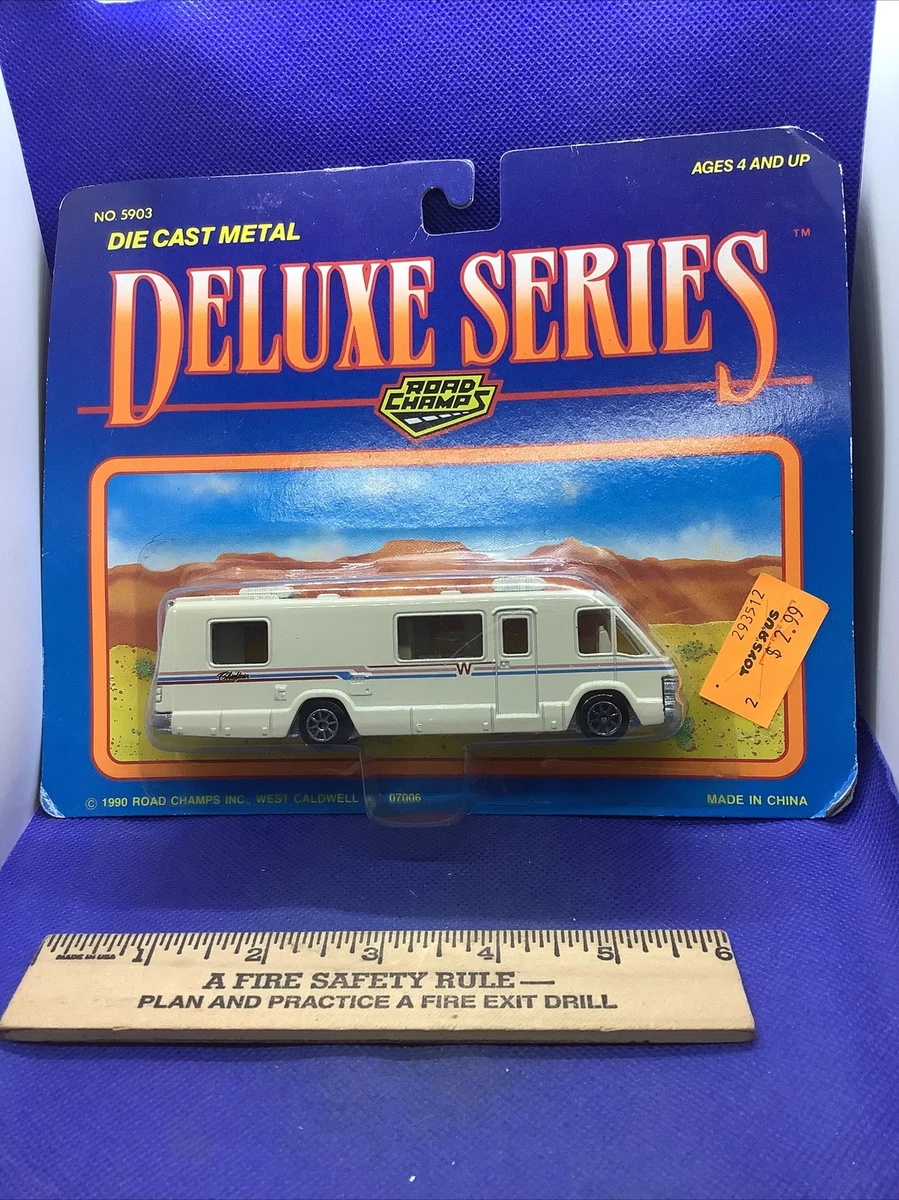 NO. 5903
AGES 4 AND UP
DIE CAST METAL
DELUXE SERIES ™
ROAD
CHAMPS
W
293512
TOYS.R.US
$ 2.99
2
© 1990 ROAD CHAMPS INC., WEST CALDWELL 07006
MADE IN CHINA
1 2 3 4 5 6
MADE IN USA
A FIRE SAFETY RULE—
PLAN AND PRACTICE A FIRE EXIT DRILL